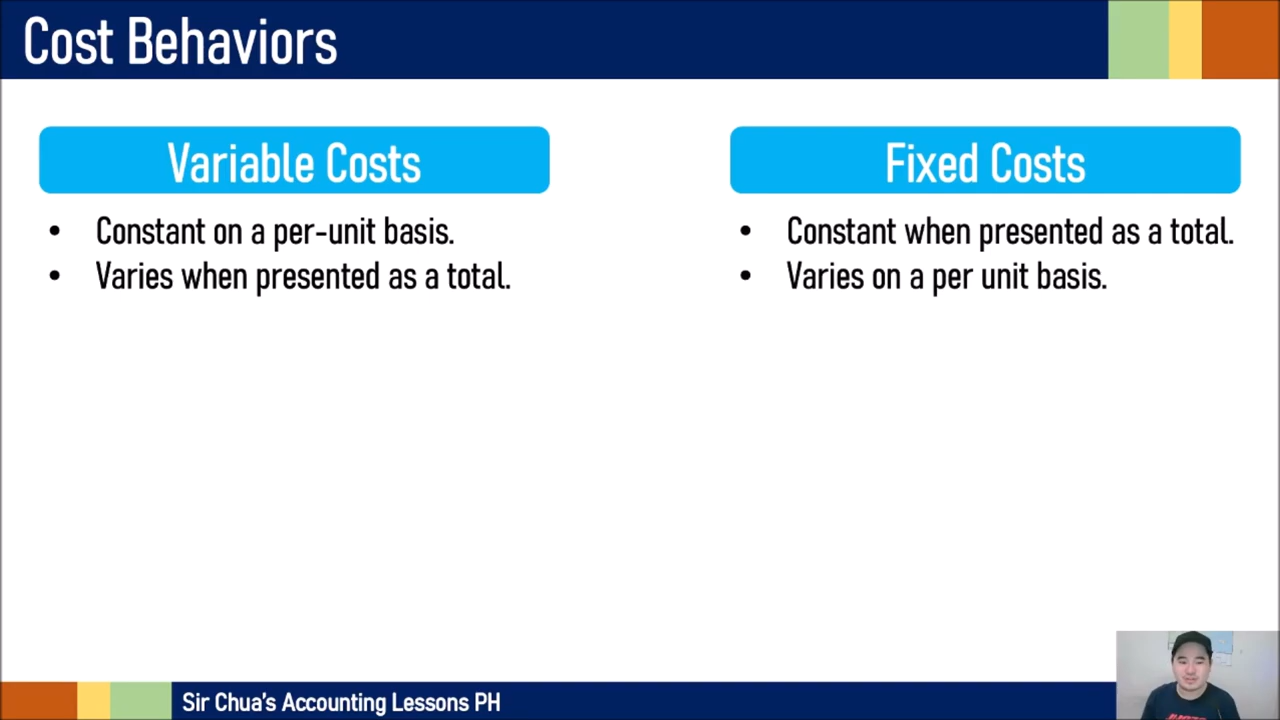 Cost Behaviors
Variable Costs
• Constant on a per-unit basis.
• Varies when presented as a total.
Fixed Costs
• Constant when presented as a total.
• Varies on a per unit basis.
Sir Chua's Accounting Lessons PH